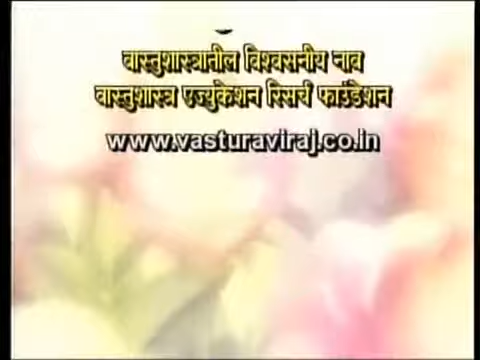 वास्तुशास्त्रातील विश्वसनीय नाव
वास्तुशास्त्र एज्युकेशन रिसर्च फाउंडेशन
www.vasturaviraj.co.in